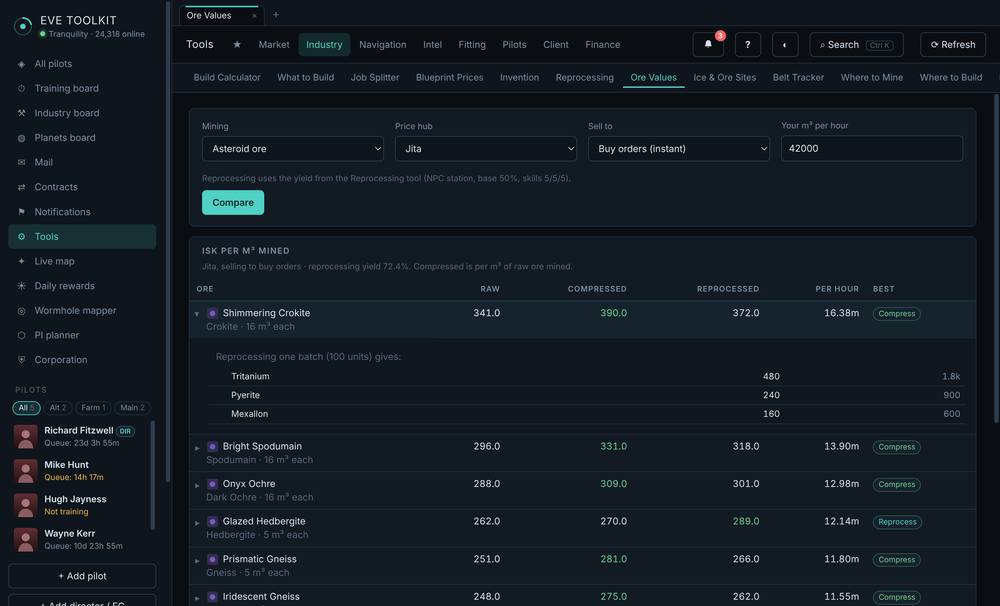 Ore Values ×
+
EVE TOOLKIT
Tranquility · 24,318 online
All pilots
Training board
Industry board
Planets board
Mail
Contracts
Notifications
Tools
Live map
Daily rewards
Wormhole mapper
PI planner
Corporation
PILOTS
All 5 Alt 2 Farm 1 Main 2
Richard Fitzwell DIR
Queue: 23d 3h 55m
Mike Hunt
Queue: 14h 17m
Hugh Jayness
Not training
Wayne Kerr
Queue: 10d 23h 55m
+ Add pilot
+ Add director / FC
Tools ★ Market Industry Navigation Intel Fitting Pilots Client Finance 3 ? Search Ctrl K ⟳ Refresh
Build Calculator What to Build Job Splitter Blueprint Prices Invention Reprocessing Ore Values Ice & Ore Sites Belt Tracker Where to Mine Where to Build
Mining Price hub Sell to Your m³ per hour
Asteroid ore Jita Buy orders (instant) 42000
Reprocessing uses the yield from the Reprocessing tool (NPC station, base 50%, skills 5/5/5).
Compare
ISK PER M³ MINED
Jita, selling to buy orders · reprocessing yield 72.4%. Compressed is per m³ of raw ore mined.
ORE RAW COMPRESSED REPROCESSED PER HOUR BEST
Shimmering Crokite 341.0 390.0 372.0 16.38m Compress
Crokite · 16 m³ each
Reprocessing one batch (100 units) gives:
Tritanium 480 1.8k
Pyerite 240 900
Mexallon 160 600
Bright Spodumain 296.0 331.0 318.0 13.90m Compress
Spodumain · 16 m³ each
Onyx Ochre 288.0 309.0 301.0 12.98m Compress
Dark Ochre · 16 m³ each
Glazed Hedbergite 262.0 270.0 289.0 12.14m Reprocess
Hedbergite · 5 m³ each
Prismatic Gneiss 251.0 281.0 266.0 11.80m Compress
Gneiss · 5 m³ each
Iridescent Gneiss 248.0 275.0 262.0 11.55m Compress